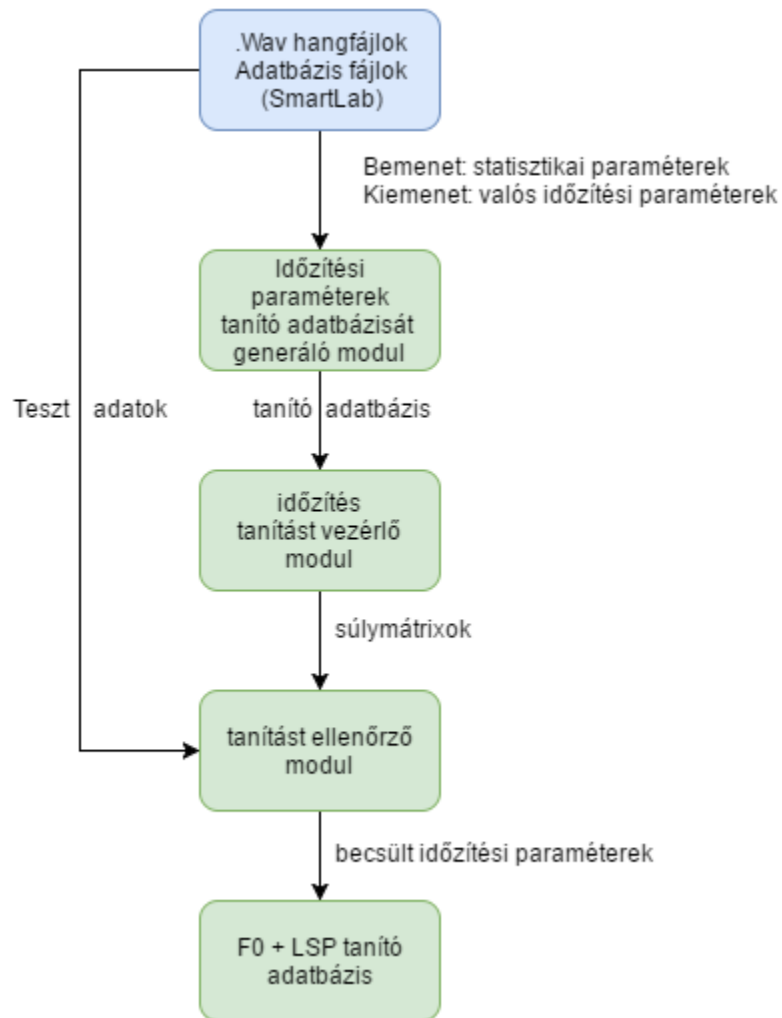 .Wav hangfájlok
Adatbázis fájlok
(SmartLab)
Bemenet: statisztikai paraméterek
Kiemenet: valós időzítési paraméterek
Időzítési
paraméterek
tanító adatbázisát
generáló modul
Teszt adatok
tanító adatbázis
időzítés
tanítást vezérlő
modul
súlymátrixok
tanítást ellenőrző
modul
becsült időzítési paraméterek
F0 + LSP tanító
adatbázis